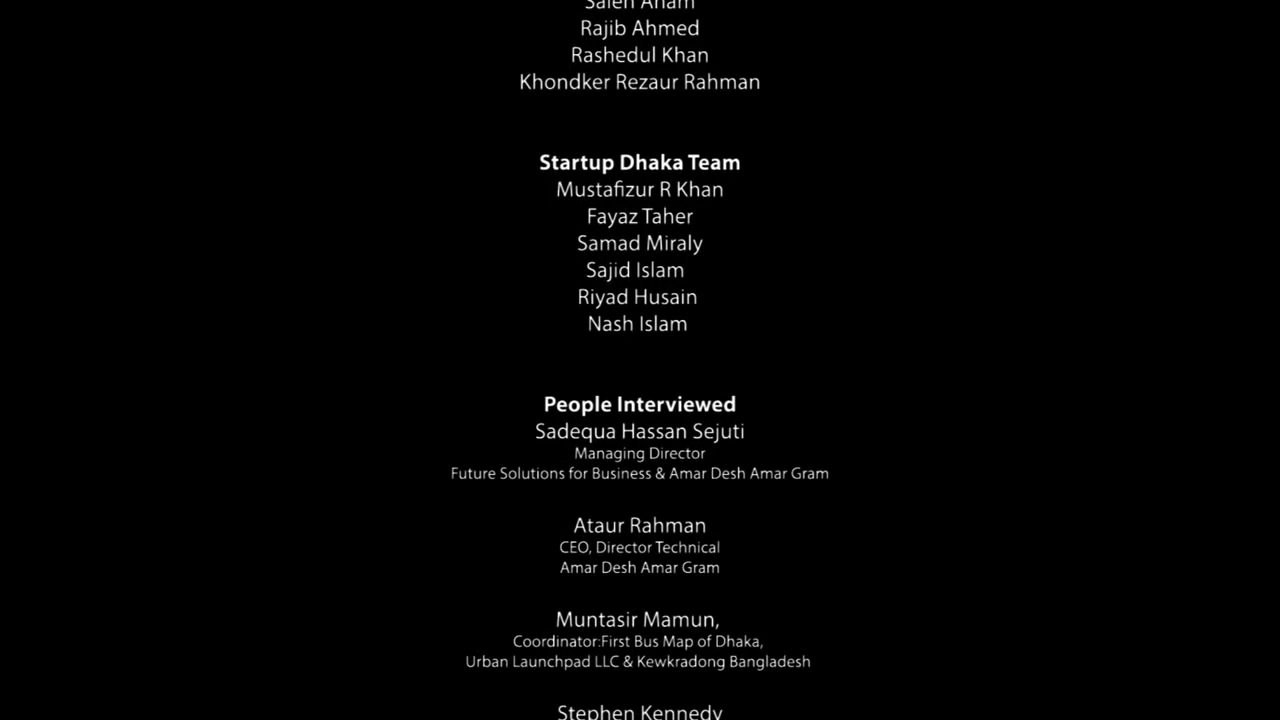 Saleh Anam
Rajib Ahmed
Rashedul Khan
Khondker Rezaur Rahman
Startup Dhaka Team
Mustafizur R Khan
Fayaz Taher
Samad Miraly
Sajid Islam
Riyad Husain
Nash Islam
People Interviewed
Sadequa Hassan Sejuti
Managing Director
Future Solutions for Business & Amar Desh Amar Gram
Ataur Rahman
CEO, Director Technical
Amar Desh Amar Gram
Muntasir Mamun,
Coordinator:First Bus Map of Dhaka,
Urban Launchpad LLC & Kewkradong Bangladesh
Stephen Kennedy